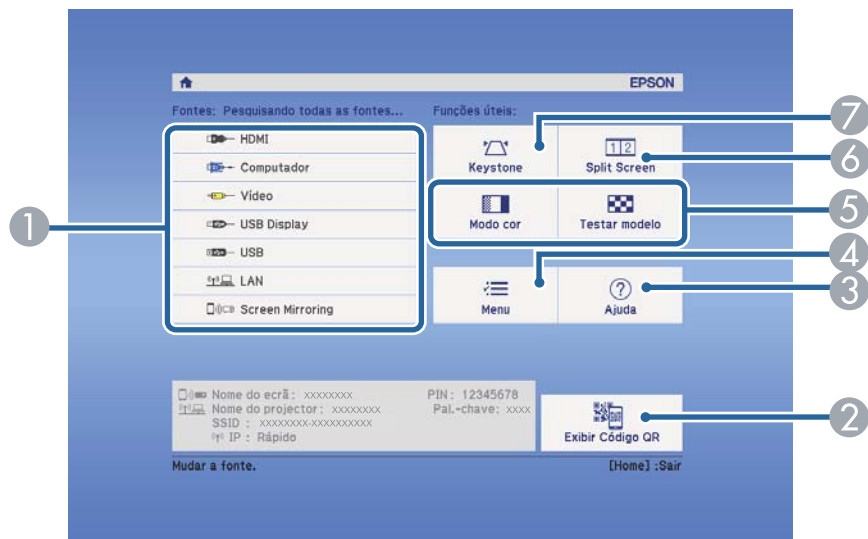 EPSON
Fontes: Pesquisando todas as fontes...
Funções úteis:
HDMI
Computador
Vídeo
USB Display
USB
LAN
Screen Mirroring
Keystone
Split Screen
1 2
Modo cor
Testar modelo
Menu
Ajuda
?
Nome do ecrã: xxxxxxxx
PIN: 12345678
Nome do projector: xxxxxxxx
Pal.-chave: xxxx
SSID : xxxxxxxx-xxxxxxxxxx
IP : Rápido
Exibir Código QR
Mudar a fonte.
[Home] :Sair
1
7
6
5
4
3
2